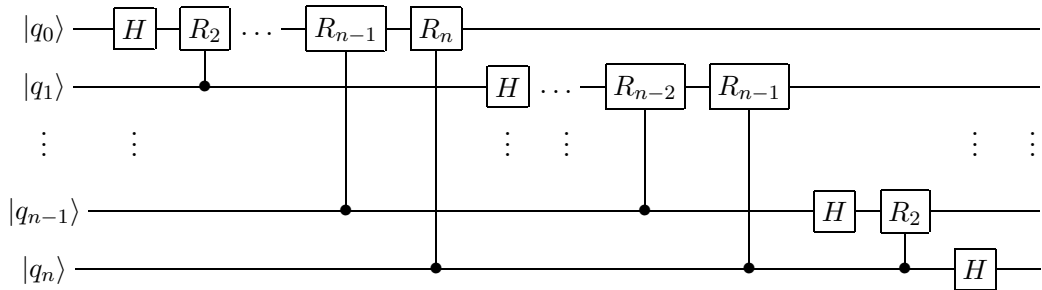 |q₀⟩ H R₂ … Rₙ₋₁ Rₙ
|q₁⟩ H … Rₙ₋₂ Rₙ₋₁
⋮ ⋮ ⋮ ⋮ ⋮ ⋮
|qₙ₋₁⟩ H R₂
|qₙ⟩ H